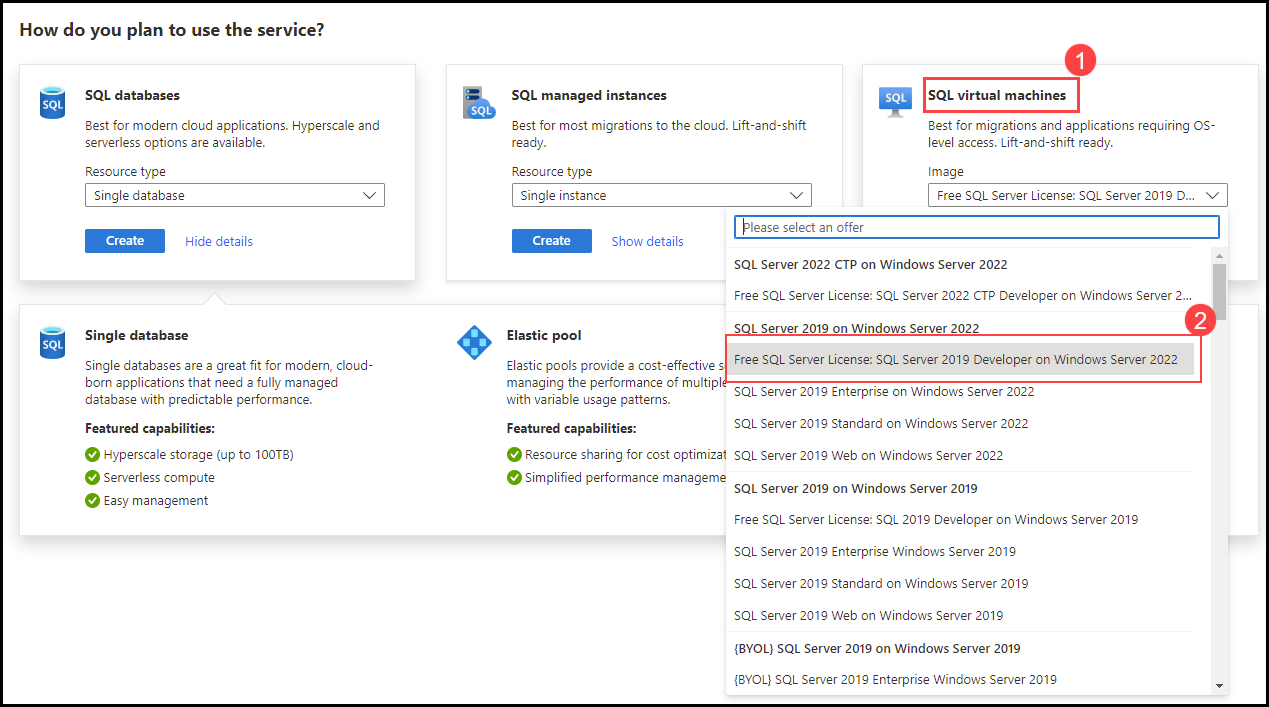 How do you plan to use the service?
SQL
SQL databases
Best for modern cloud applications. Hyperscale and
serverless options are available.
Resource type
Single database
Create
Hide details
SQL
SQL managed instances
Best for most migrations to the cloud. Lift-and-shift
ready.
Resource type
Single instance
Create
Show details
1
SQL
SQL virtual machines
Best for migrations and applications requiring OS-
level access. Lift-and-shift ready.
Image
Free SQL Server License: SQL Server 2019 D...
Please select an offer
SQL Server 2022 CTP on Windows Server 2022
Free SQL Server License: SQL Server 2022 CTP Developer on Windows Server 2...
SQL Server 2019 on Windows Server 2022
2
Free SQL Server License: SQL Server 2019 Developer on Windows Server 2022
SQL Server 2019 Enterprise on Windows Server 2022
SQL Server 2019 Standard on Windows Server 2022
SQL Server 2019 Web on Windows Server 2022
SQL Server 2019 on Windows Server 2019
Free SQL Server License: SQL 2019 Developer on Windows Server 2019
SQL Server 2019 Enterprise Windows Server 2019
SQL Server 2019 Standard on Windows Server 2019
SQL Server 2019 Web on Windows Server 2019
{BYOL} SQL Server 2019 on Windows Server 2019
{BYOL} SQL Server 2019 Enterprise Windows Server 2019
SQL
Single database
Single databases are a great fit for modern, cloud-
born applications that need a fully managed
database with predictable performance.
Featured capabilities:
Hyperscale storage (up to 100TB)
Serverless compute
Easy management
Elastic pool
Elastic pools provide a cost-effective s
managing the performance of multiple
with variable usage patterns.
Featured capabilities:
Resource sharing for cost optimizat
Simplified performance manageme